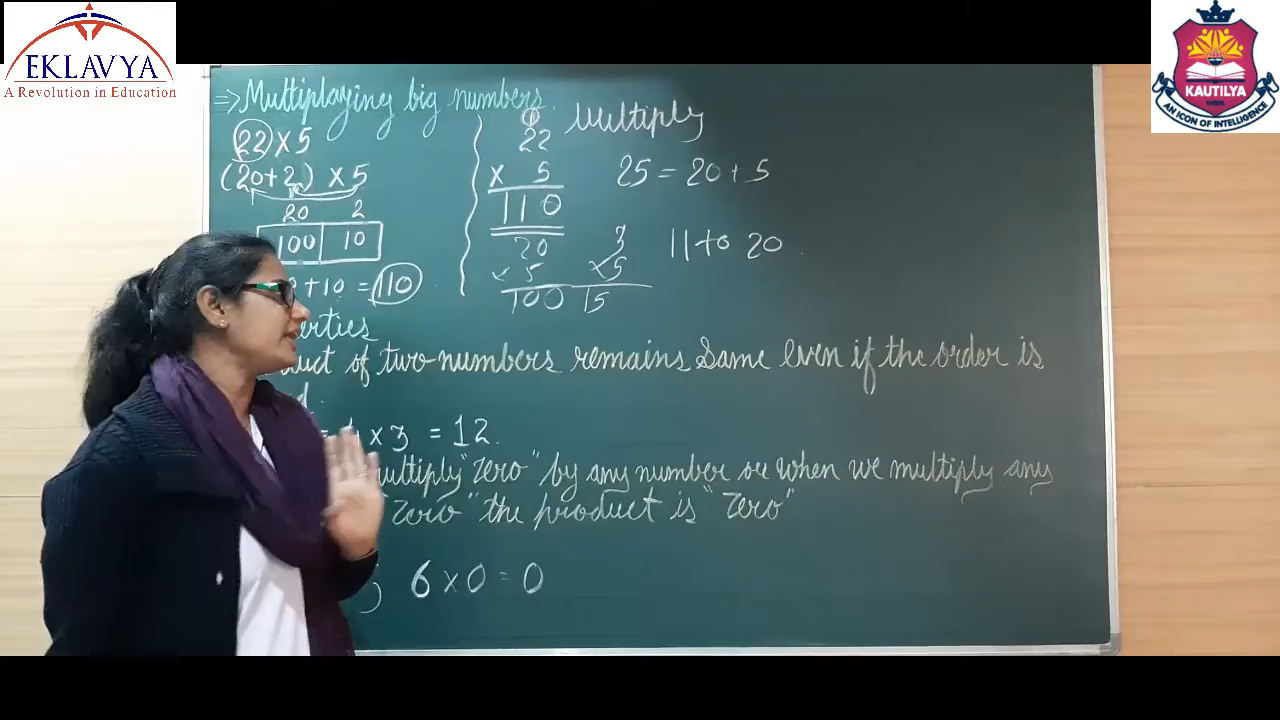 EKLAVYA
A Revolution in Education
KAUTILYA
AN ICON OF INTELLIGENCE
⇒ Multiplaying big numbers.
22 × 5
(20+2) × 5
20 2
100 10
+ 10 = 110
22
× 5
110
20
× 5
100
3
× 5
15
Multiply
25 = 20 + 5
11 to 20
of two numbers remains Same even if the order is
× 3 = 12.
multiply "zero" by any number or when we multiply any
"zero" the product is "zero"
6 × 0 = 0